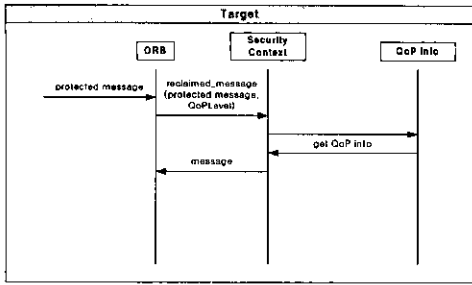 Target
ORB
Security
Context
QoP Info
protected message
reclaimed_message
(protected message,
QoPLevel)
get QoP info
message